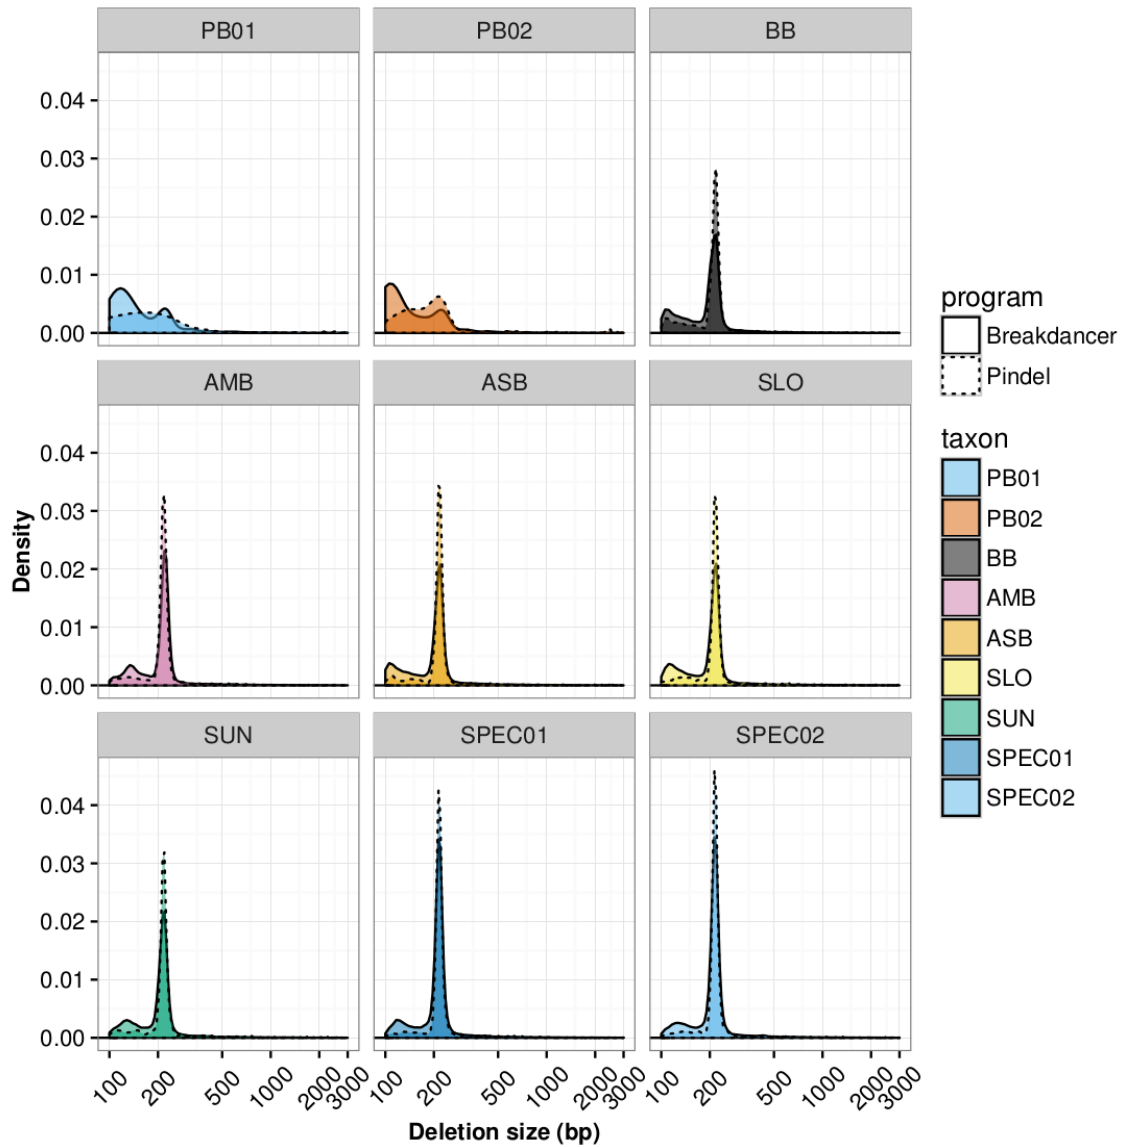 PB01 PB02 BB
0.04
0.03
0.02
0.01
0.00
AMB ASB SLO
0.04
0.03
0.02
0.01
0.00
SUN SPEC01 SPEC02
0.04
0.03
0.02
0.01
0.00
100 200 500 1000 2000 3000 100 200 500 1000 2000 3000 100 200 500 1000 2000 3000
Density
Deletion size (bp)
program
Breakdancer
Pindel
taxon
PB01
PB02
BB
AMB
ASB
SLO
SUN
SPEC01
SPEC02